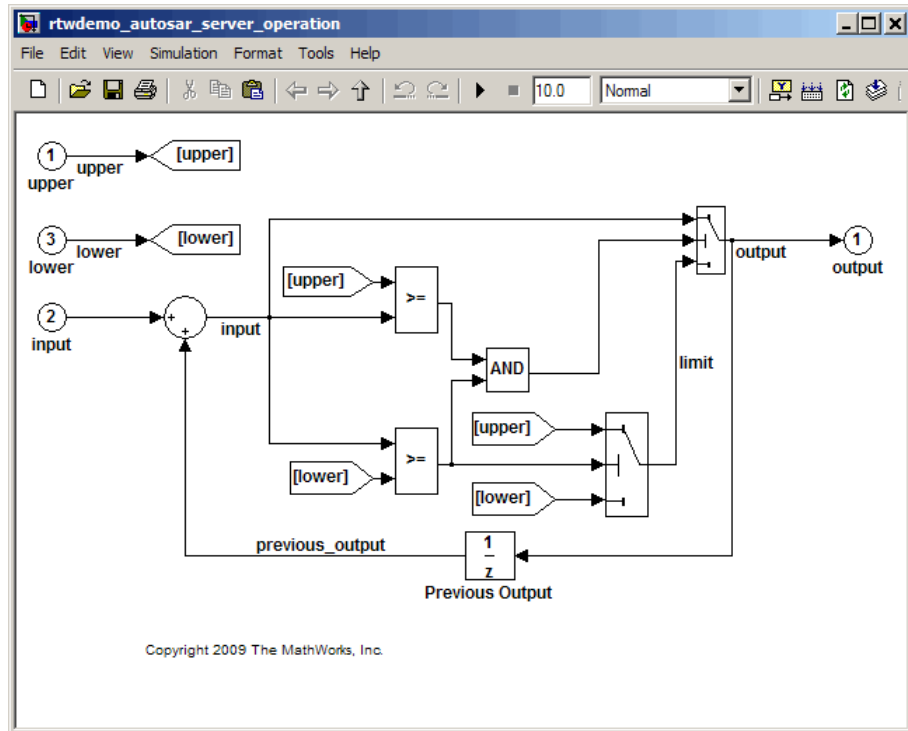 rtwdemo_autosar_server_operation
File Edit View Simulation Format Tools Help
10.0 Normal
1 upper [upper]
upper
3 lower [lower]
lower
2
input
+
+
input
[upper]
>=
AND
>=
[lower]
[upper]
[lower]
limit
output
1
output
previous_output
1
z
Previous Output
Copyright 2009 The MathWorks, Inc.